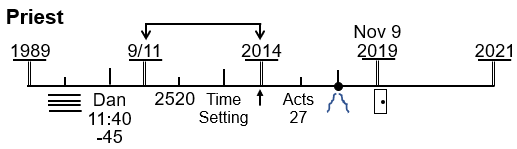 Priest
Nov 9
1989 9/11 2014 2019 2021
Dan 2520 Time Acts
11:40 Setting 27
-45